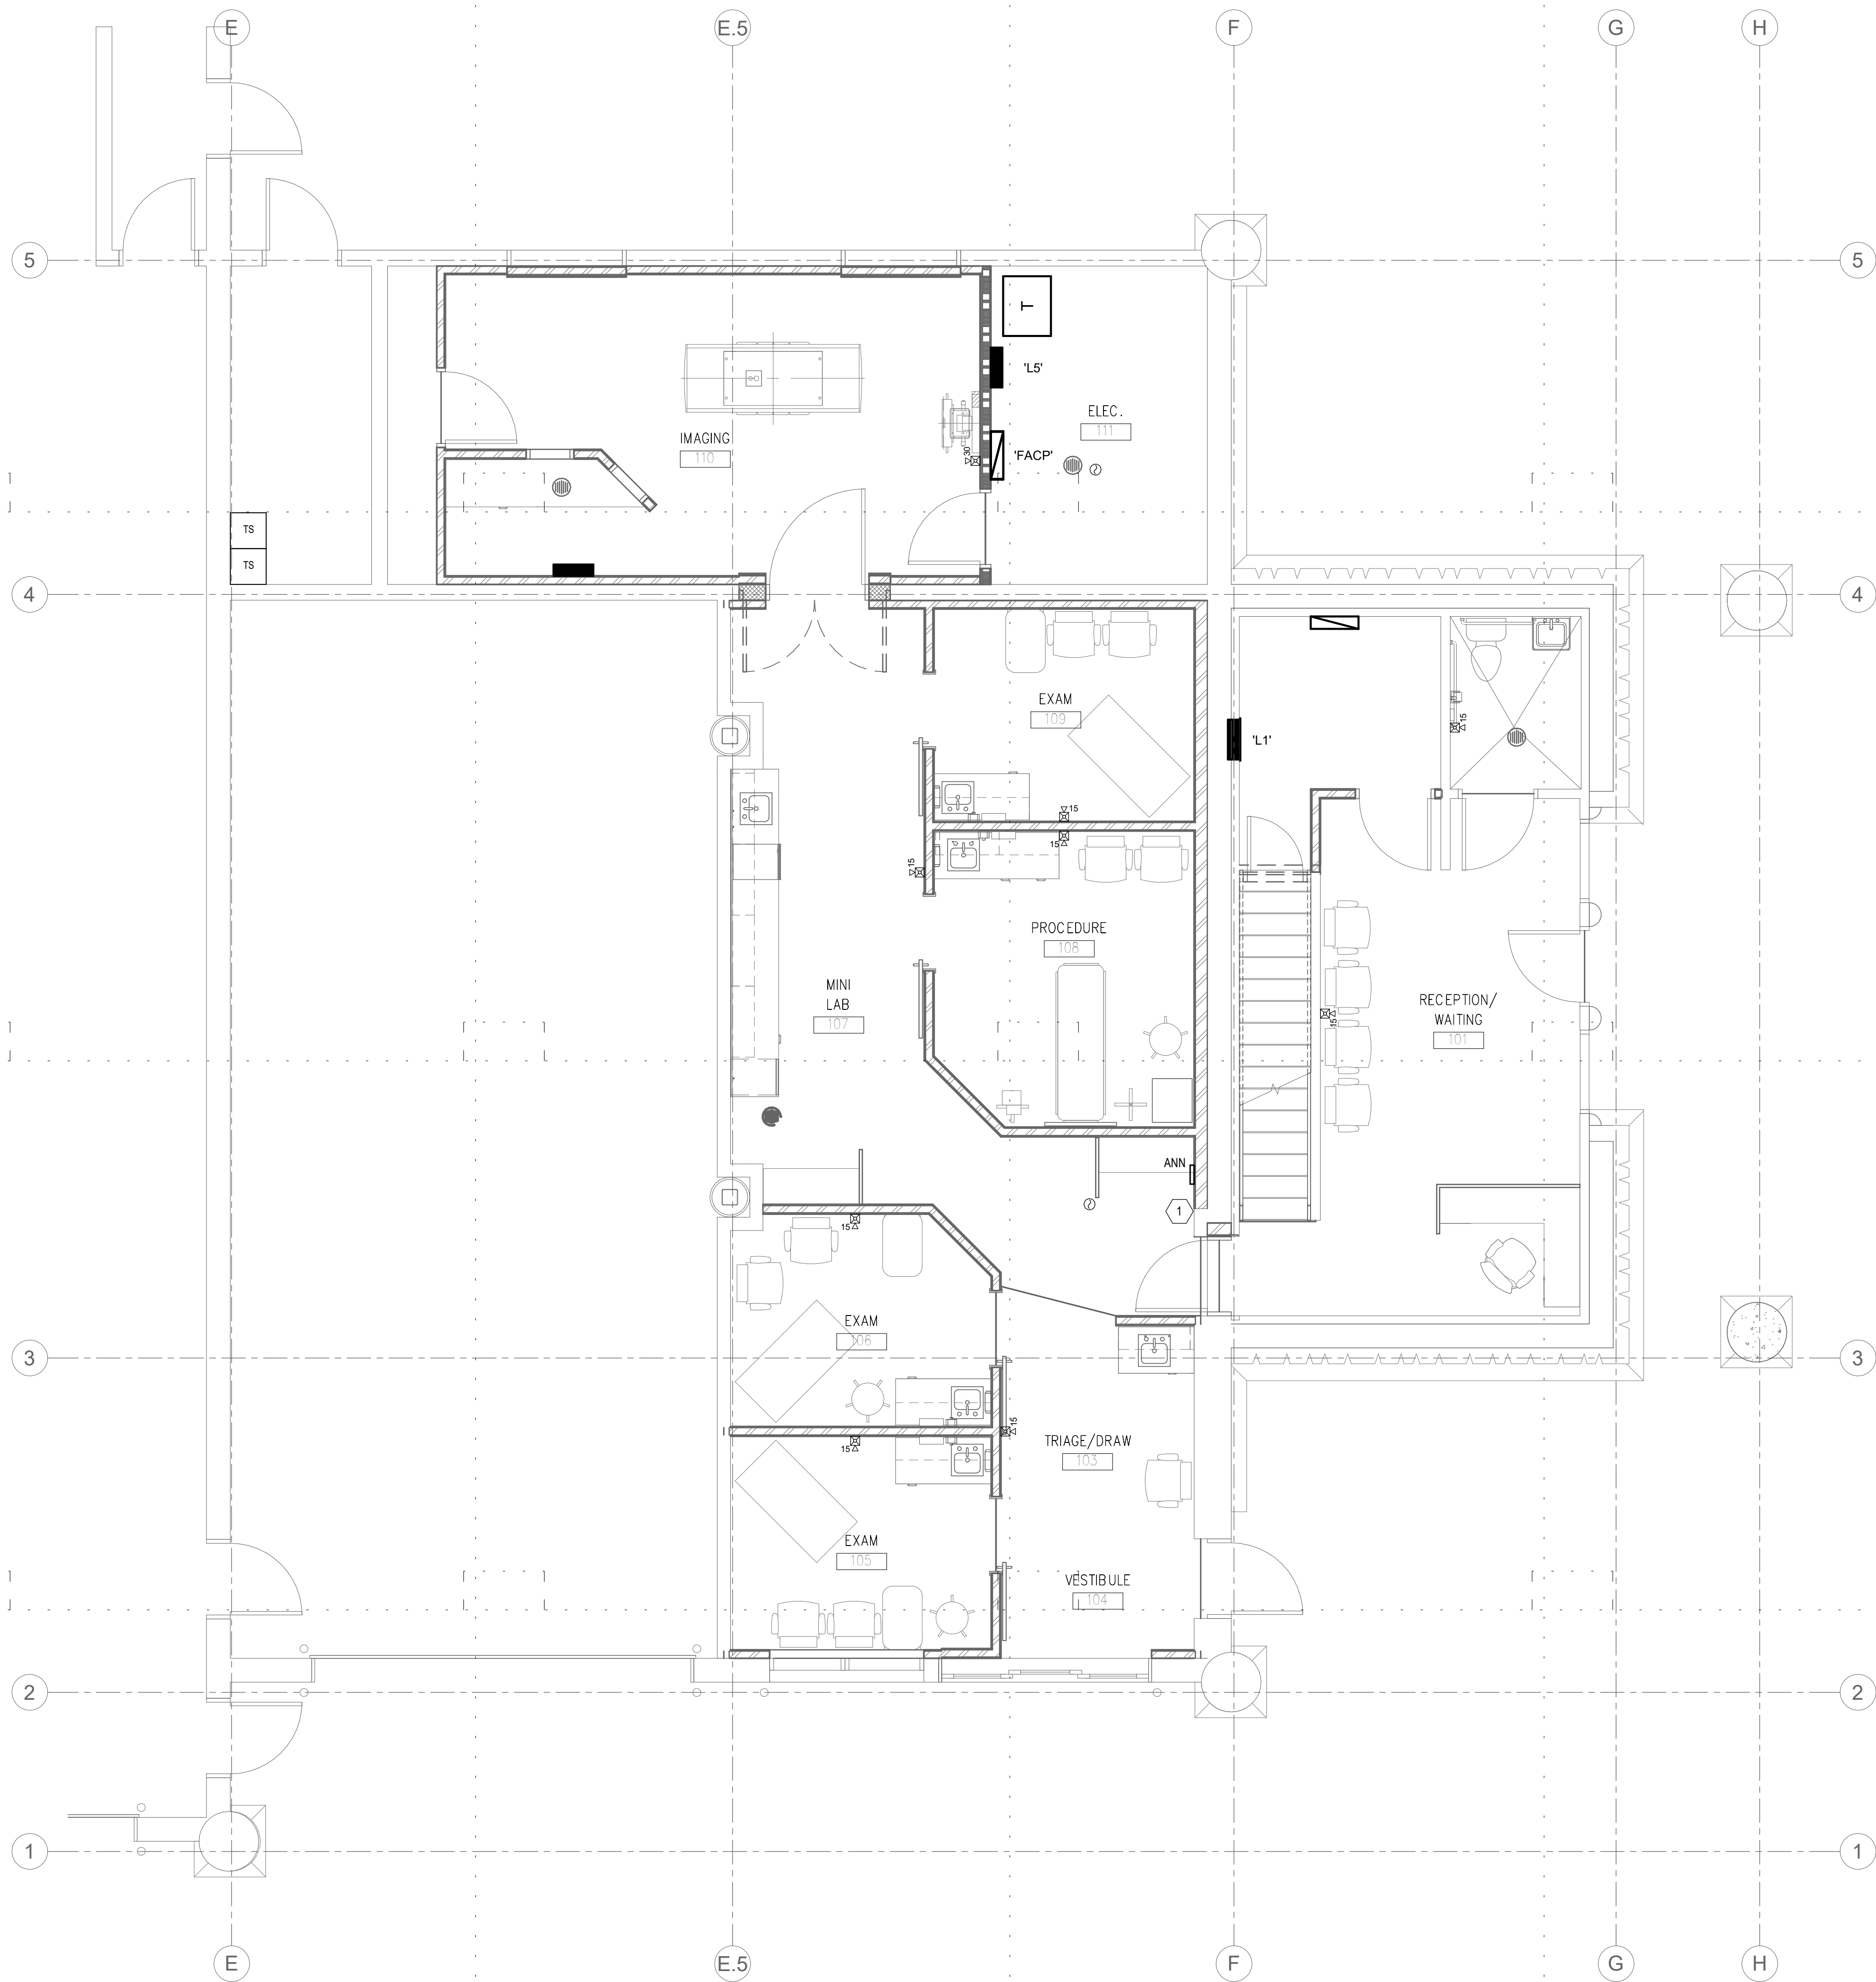 E
E.5
F
G
H
5
5
T
'L5'
ELEC.
111
IMAGING
110
'FACP'
30
TS
TS
4
4
EXAM
109
15
'L1'
15
15
15
PROCEDURE
108
MINI
LAB
107
RECEPTION/
WAITING
101
15
ANN
1
15
EXAM
106
3
3
15
TRIAGE/DRAW
103
15
EXAM
105
VESTIBULE
104
2
2
1
1
E
E.5
F
G
H